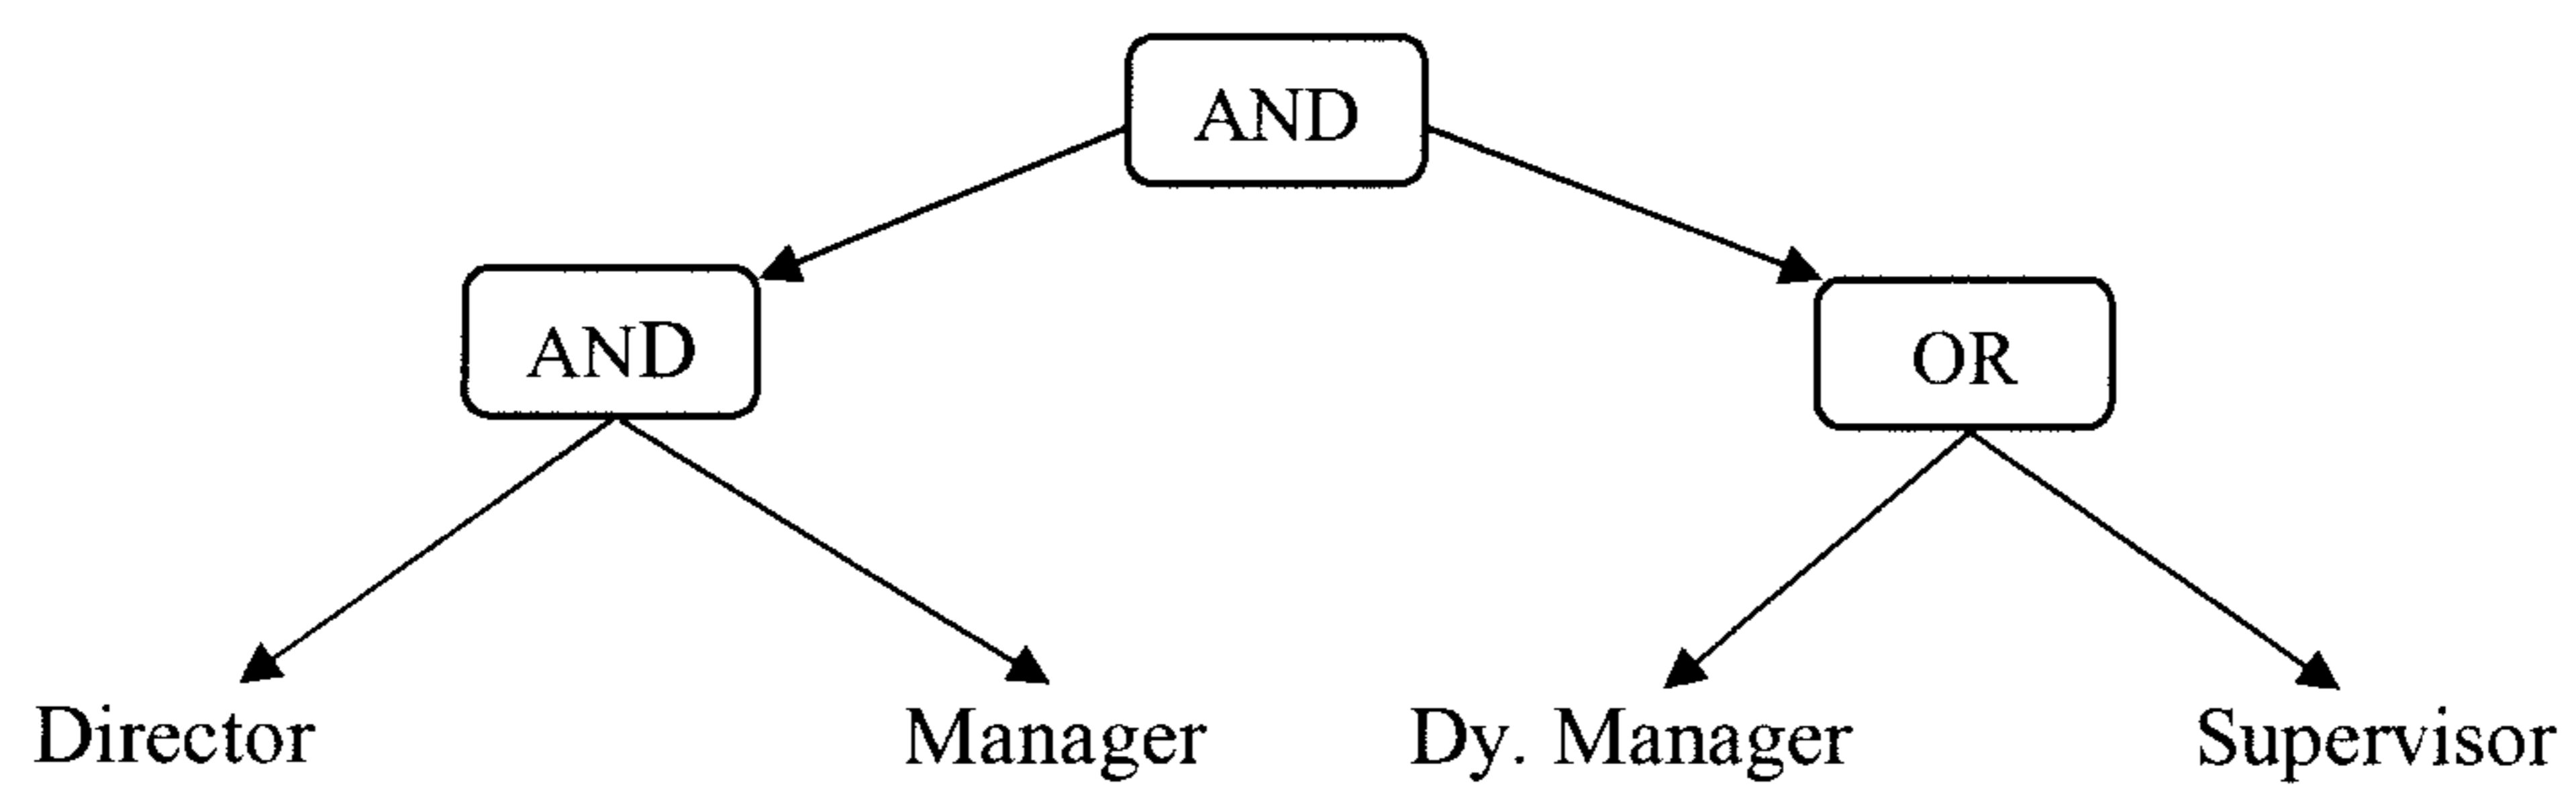 AND
AND
OR
Director
Manager
Dy. Manager
Supervisor